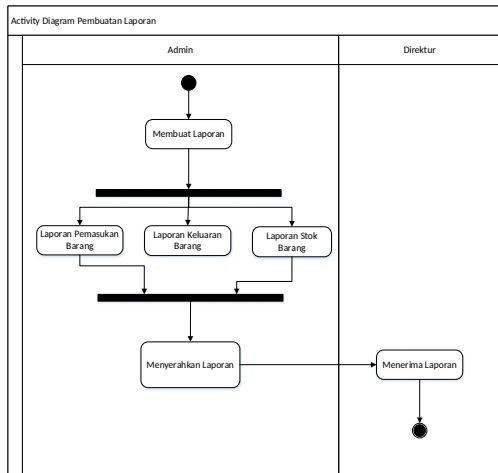 Activity Diagram Pembuatan Laporan
Admin
Direktur
Membuat Laporan
Laporan Pemasukan
Barang
Laporan Keluaran
Barang
Laporan Stok
Barang
Menyerahkan Laporan
Menerima Laporan